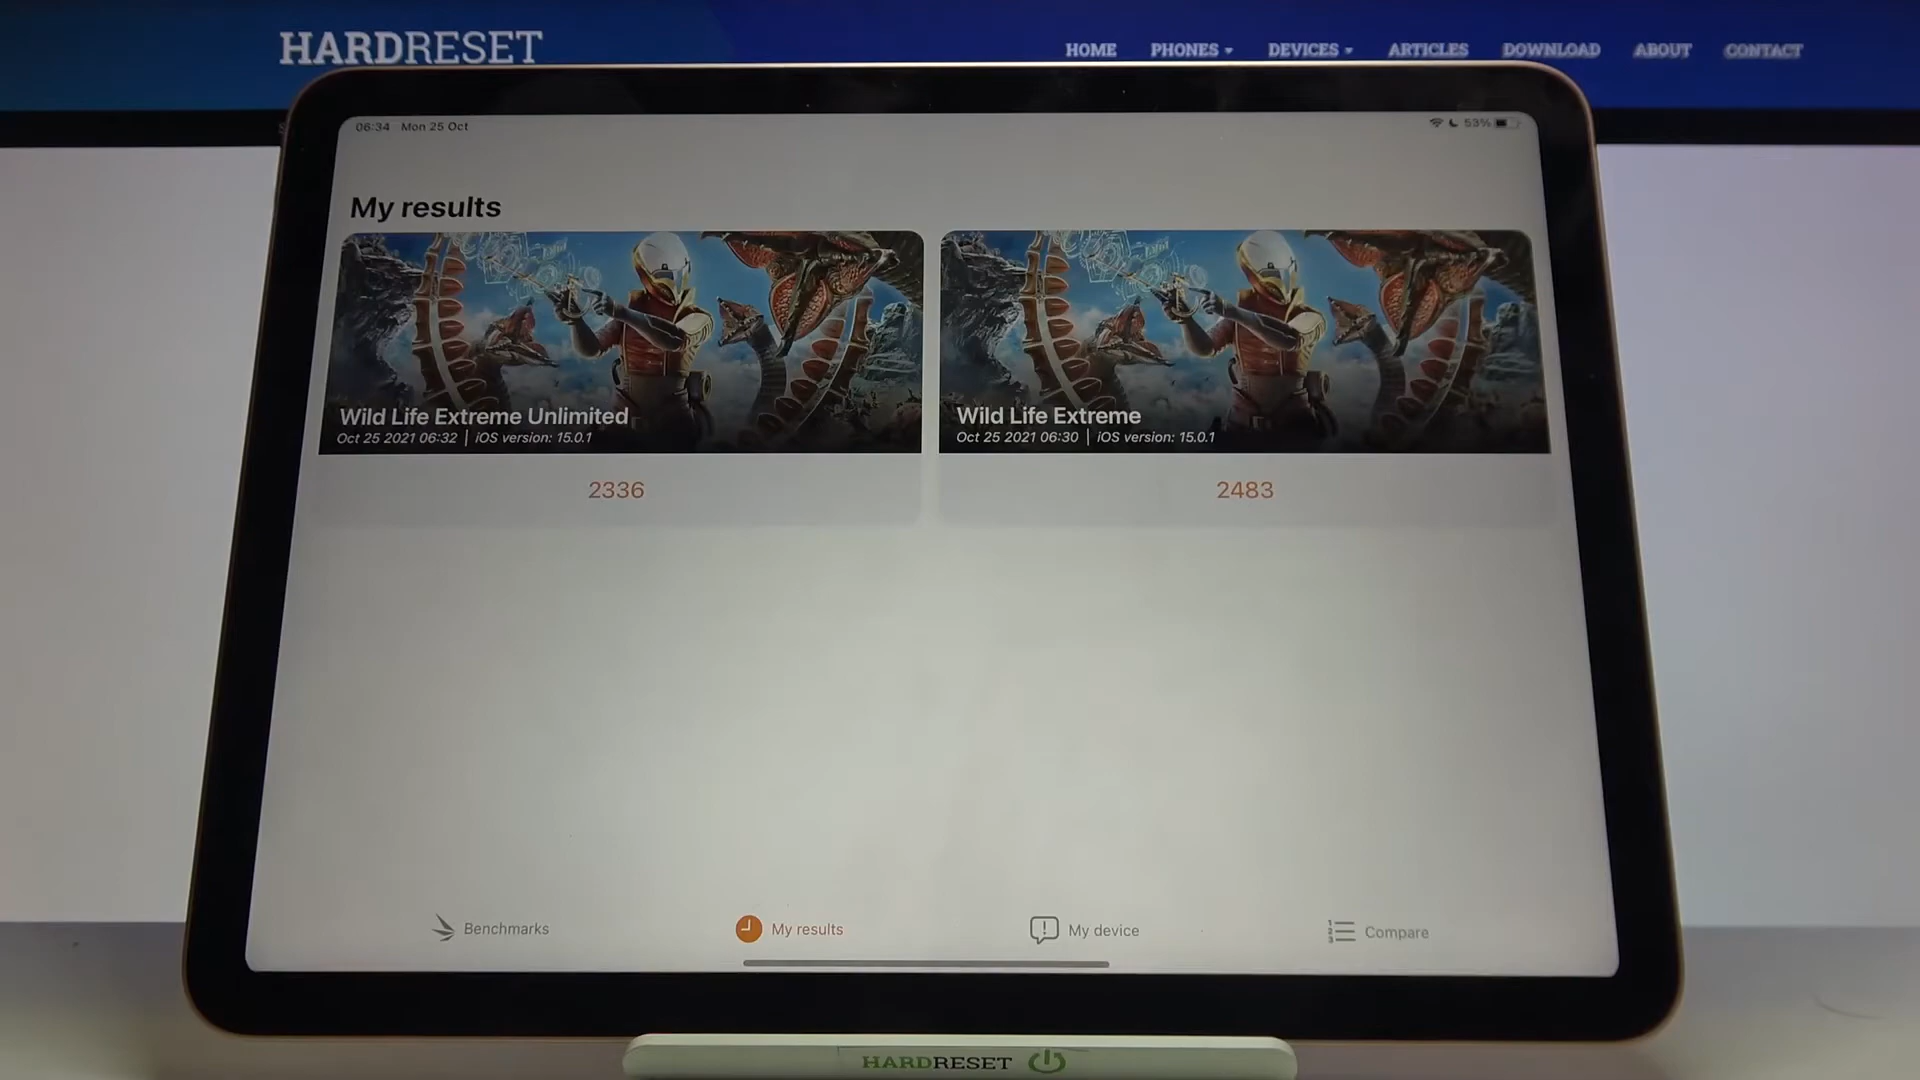 HARDRESET
HOME PHONES DEVICES ARTICLES DOWNLOAD ABOUT CONTACT
06:34 Mon 25 Oct
53%
My results
Wild Life Extreme Unlimited
Oct 25 2021 06:32 | iOS version: 15.0.1
2336
Wild Life Extreme
Oct 25 2021 06:30 | iOS version: 15.0.1
2483
Benchmarks
My results
My device
Compare
HARDRESET